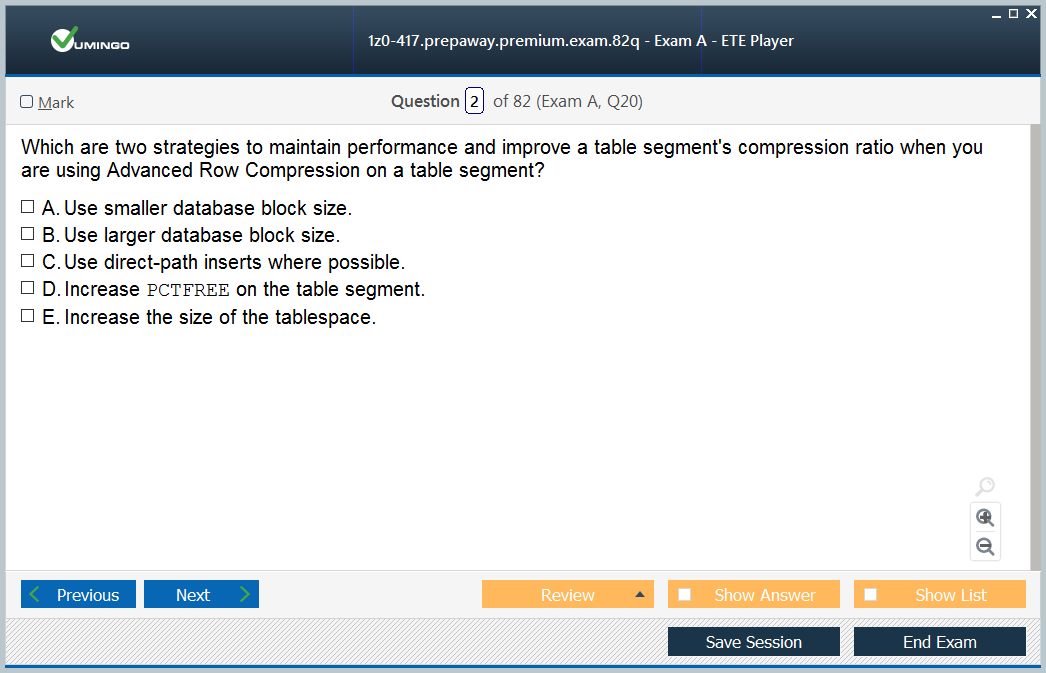 VUMINGO
1z0-417.prepaway.premium.exam.82q - Exam A - ETE Player
Mark
Question 2 of 82 (Exam A, Q20)
Which are two strategies to maintain performance and improve a table segment's compression ratio when you
are using Advanced Row Compression on a table segment?
A. Use smaller database block size.
B. Use larger database block size.
C. Use direct-path inserts where possible.
D. Increase PCTFREE on the table segment.
E. Increase the size of the tablespace.
Previous
Next
Review
Show Answer
Show List
Save Session
End Exam